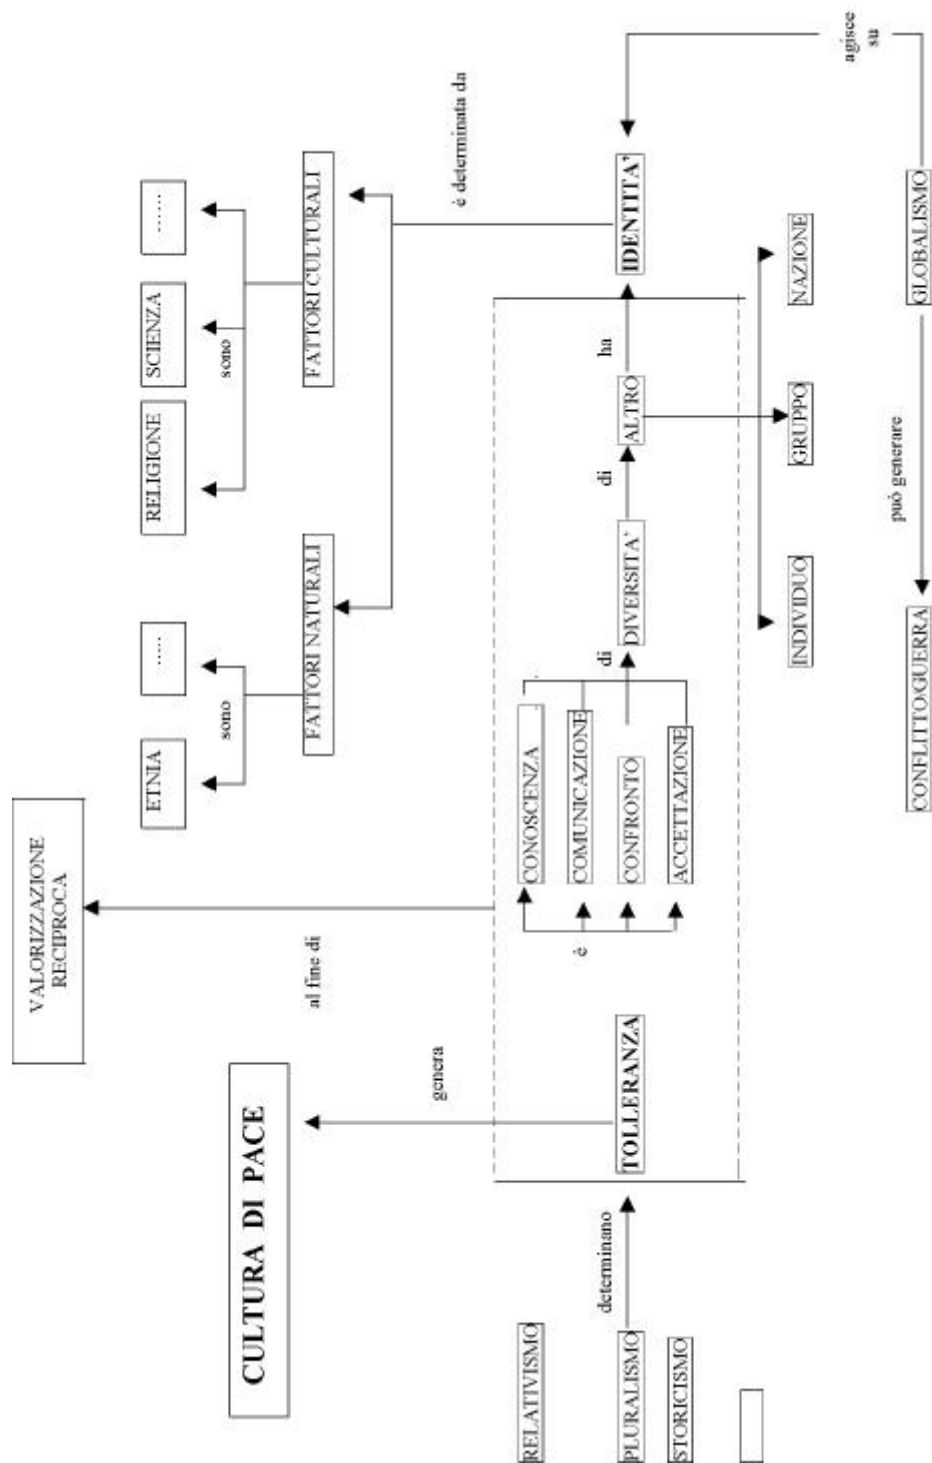 VALORIZZAZIONE
RECIPROCA
ETNIA
.....
RELIGIONE
SCIENZA
......
sono
sono
CULTURA DI PACE
al fine di
FATTORI NATURALI
FATTORI CULTURALI
genera
è determinata da
RELATIVISMO
CONOSCENZA
è
COMUNICAZIONE
determinano
di
di
ha
PLURALISMO
TOLLERANZA
CONFRONTO
DIVERSITA'
ALTRO
IDENTITA'
STORICISMO
ACCETTAZIONE
INDIVIDUO
GRUPPO
NAZIONE
agisce
su
può generare
CONFLITTO/GUERRA
GLOBALISMO